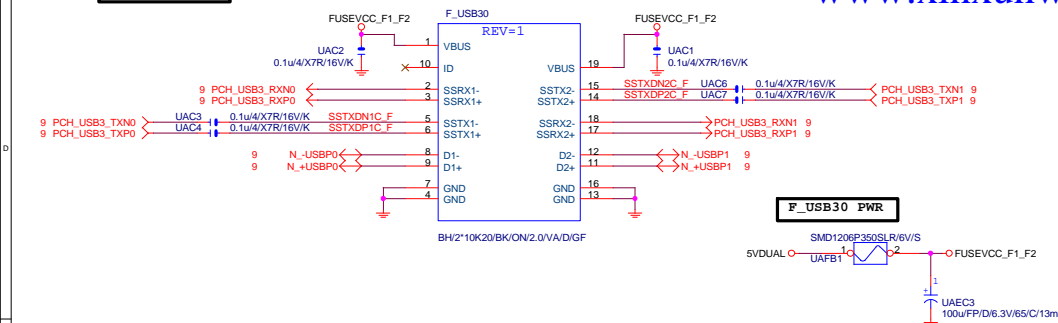 F_USB30
REV=1
FUSEVCC_F1_F2
FUSEVCC_F1_F2
UAC2
0.1u/4/X7R/16V/K
UAC1
0.1u/4/X7R/16V/K
1 VBUS
10 ID
VBUS 19
9 PCH_USB3_RXN0 2 SSRX1-
9 PCH_USB3_RXP0 3 SSRX1+
SSTX2- 15 SSTXDN2C_F UAC6 0.1u/4/X7R/16V/K PCH_USB3_TXN1 9
SSTX2+ 14 SSTXDP2C_F UAC7 0.1u/4/X7R/16V/K PCH_USB3_TXP1 9
9 PCH_USB3_TXN0 UAC3 0.1u/4/X7R/16V/K SSTXDN1C_F 5 SSTX1-
9 PCH_USB3_TXP0 UAC4 0.1u/4/X7R/16V/K SSTXDP1C_F 6 SSTX1+
SSRX2- 18 PCH_USB3_RXN1 9
SSRX2+ 17 PCH_USB3_RXP1 9
9 N_-USBP0 8 D1-
9 N_+USBP0 9 D1+
D2- 12 N_-USBP1 9
D2+ 11 N_+USBP1 9
7 GND
4 GND
GND 16
GND 13
BH/2*10K20/BK/ON/2.0/VA/D/GF
D
F_USB30 PWR
SMD1206P350SLR/6V/S
5VDUAL 1 2 FUSEVCC_F1_F2
UAFB1
1
+
UAEC3
100u/FP/D/6.3V/65/C/13m